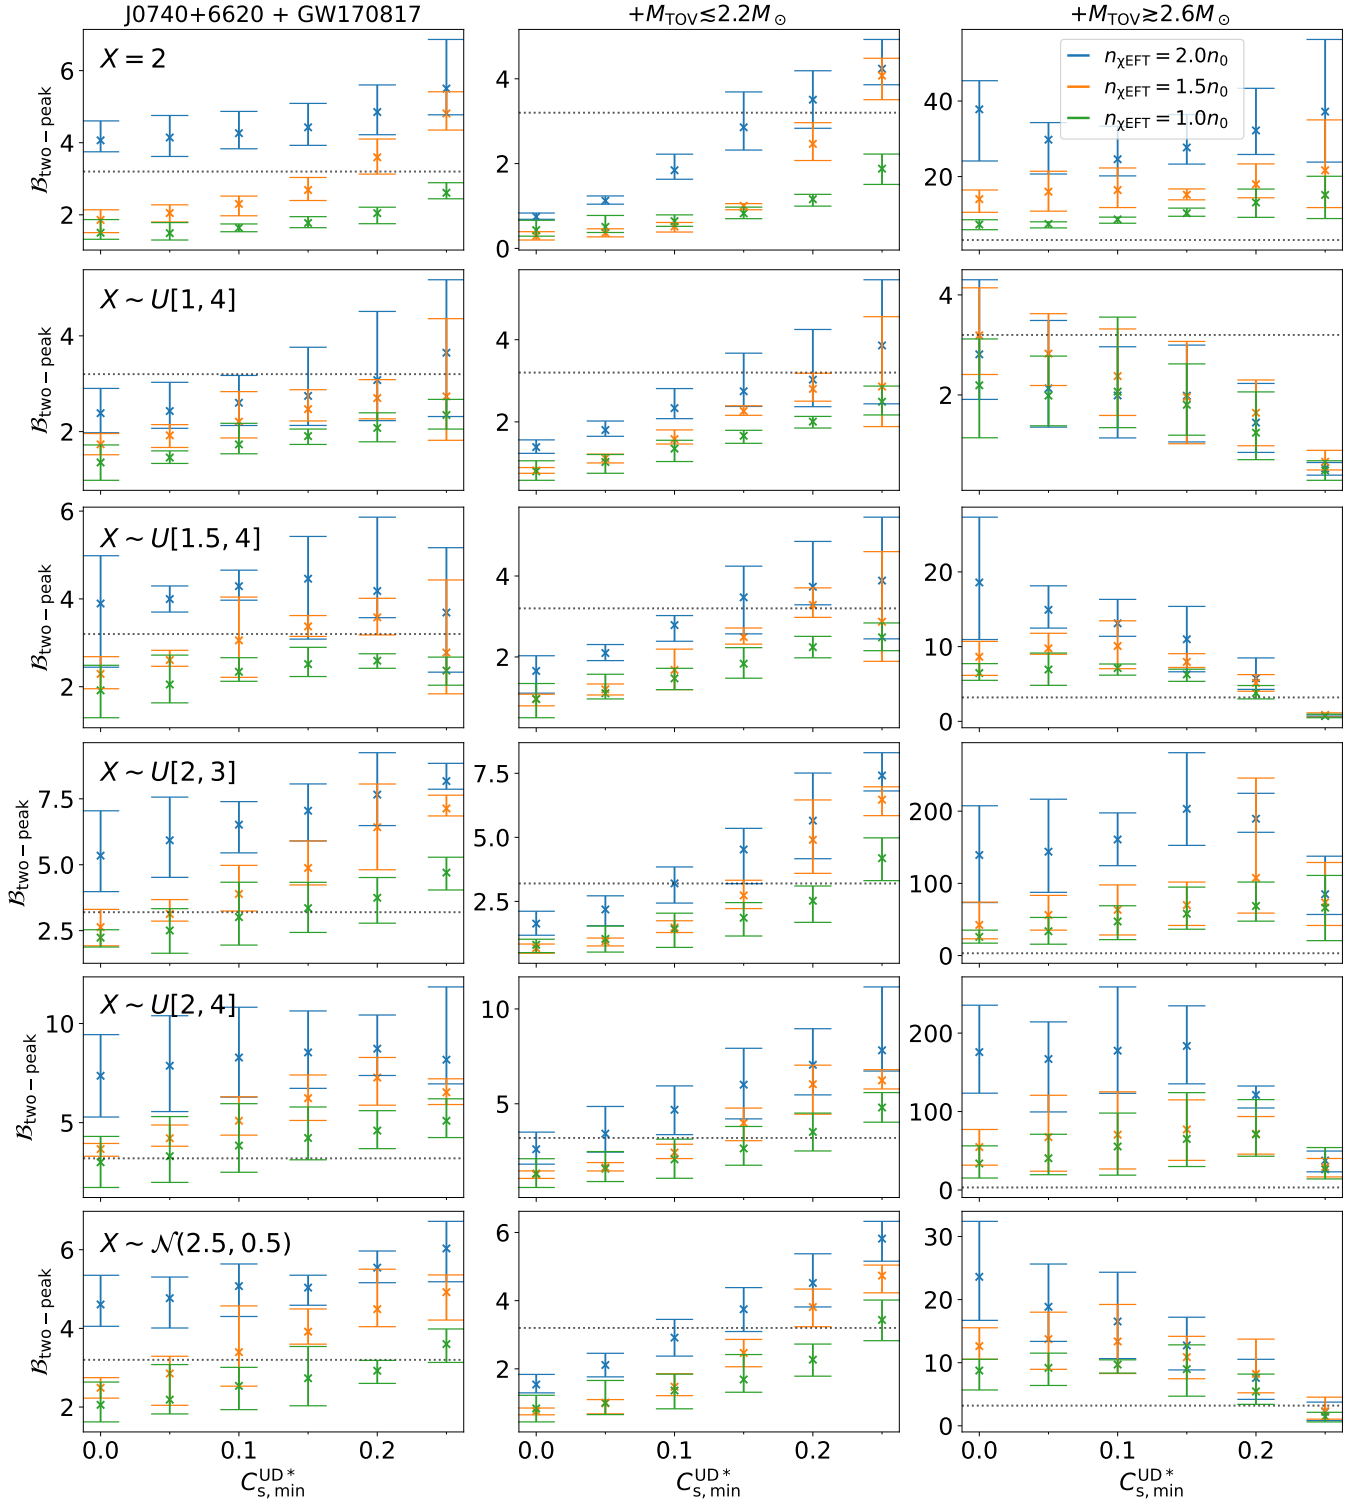 J0740+6620 + GW170817
+M_TOV≲2.2M_⊙
+M_TOV≳2.6M_⊙
X = 2
n_χEFT = 2.0n_0
n_χEFT = 1.5n_0
n_χEFT = 1.0n_0
B_two−peak
6
4
2
4
2
0
40
20
X ~ U[1, 4]
B_two−peak
4
2
4
2
4
2
X ~ U[1.5, 4]
B_two−peak
6
4
2
4
2
20
10
0
X ~ U[2, 3]
B_two−peak
7.5
5.0
2.5
7.5
5.0
2.5
200
100
0
X ~ U[2, 4]
B_two−peak
10
5
10
5
200
100
0
X ~ N(2.5, 0.5)
B_two−peak
6
4
2
6
4
2
30
20
10
0
0.0 0.1 0.2
0.0 0.1 0.2
0.0 0.1 0.2
C_s,min^UD*
C_s,min^UD*
C_s,min^UD*